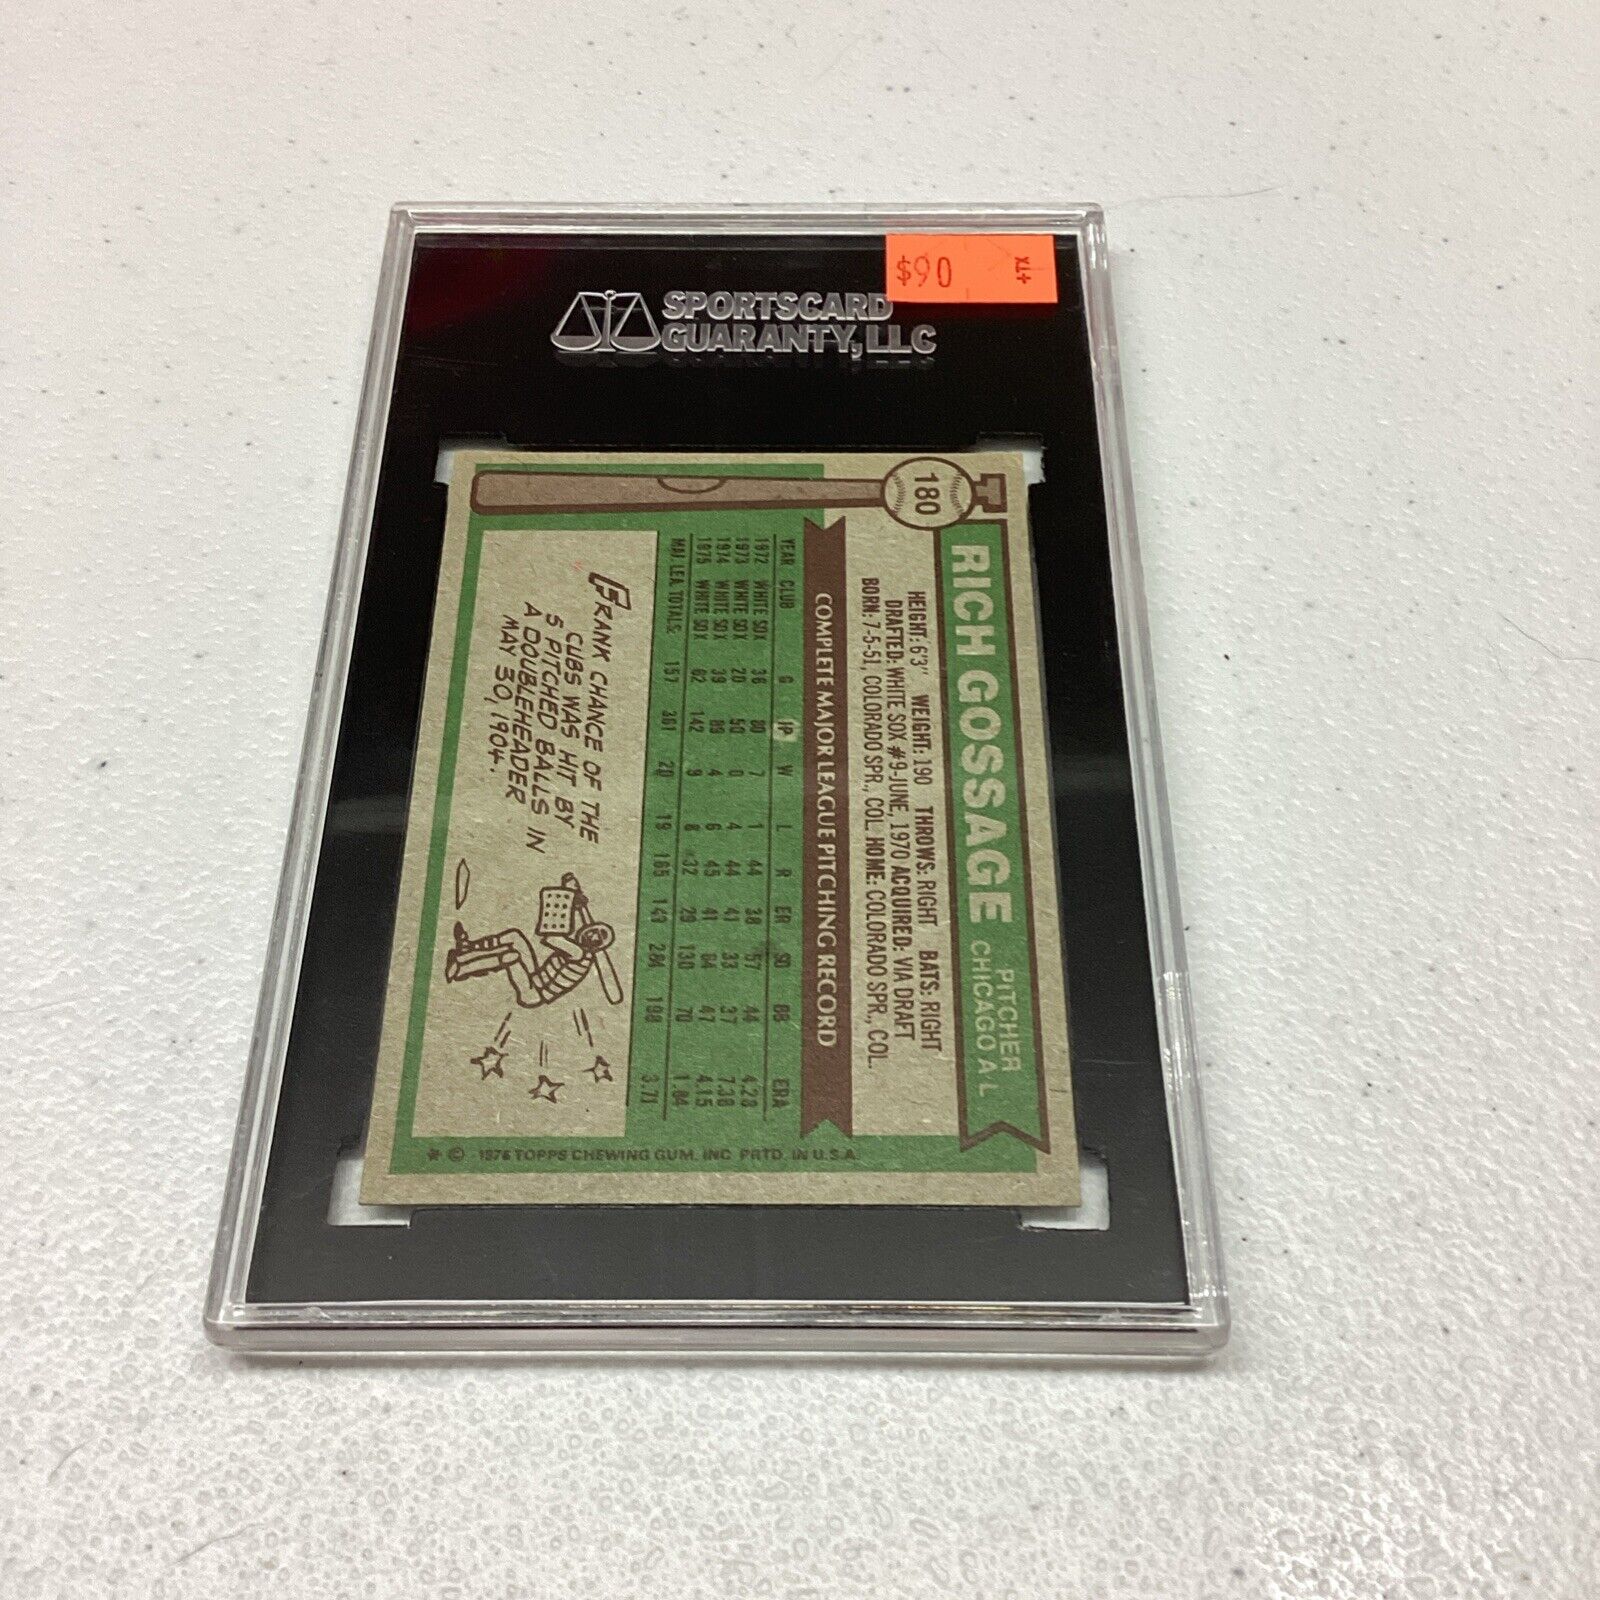 $90 +TX
SPORTSCARD
GUARANTY, LLC
180
RICH GOSSAGE
PITCHER
CHICAGO A L
HEIGHT: 6'3" WEIGHT: 190 THROWS: RIGHT BATS: RIGHT
DRAFTED: WHITE SOX #9-JUNE, 1970 ACQUIRED: VIA DRAFT
BORN: 7-5-51, COLORADO SPR., COL. HOME: COLORADO SPR., COL.
COMPLETE MAJOR LEAGUE PITCHING RECORD
YEAR CLUB G IP W L R ER SO BB ERA
1972 WHITE SOX 36 80 7 1 44 38 57 44 4.28
1973 WHITE SOX 20 50 0 4 44 41 33 37 7.38
1974 WHITE SOX 39 89 4 6 45 41 64 47 4.15
1975 WHITE SOX 62 142 9 8 32 29 130 70 1.84
MAJ. LEA. TOTALS: 157 361 20 19 165 149 284 198 3.71
FRANK CHANCE OF THE
CUBS WAS HIT BY
5 PITCHED BALLS IN
A DOUBLEHEADER
MAY 30, 1904.
* © 1976 TOPPS CHEWING GUM, INC. PRTD. IN U.S.A.